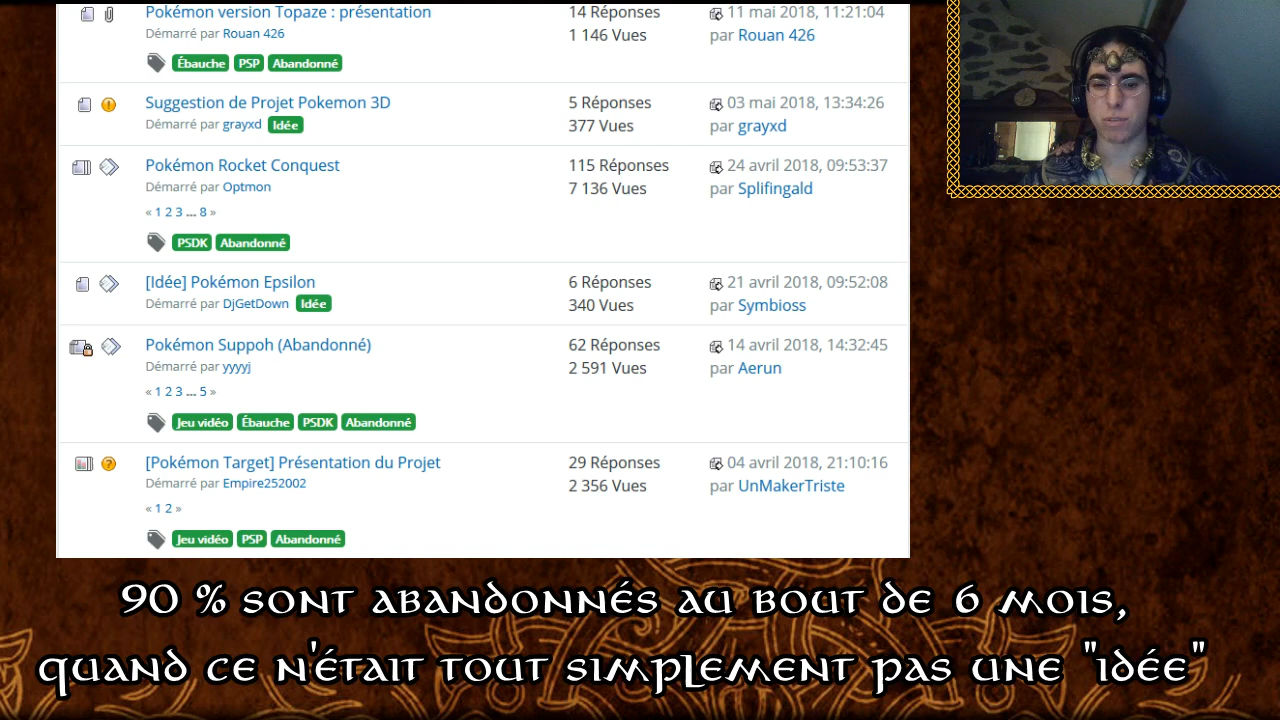 Pokémon version Topaze : présentation
14 Réponses
11 mai 2018, 11:21:04
Démarré par Rouan 426
1 146 Vues
par Rouan 426
Ébauche PSP Abandonné
Suggestion de Projet Pokemon 3D
5 Réponses
03 mai 2018, 13:34:26
Démarré par grayxd Idée
377 Vues
par grayxd
Pokémon Rocket Conquest
115 Réponses
24 avril 2018, 09:53:37
Démarré par Optmon
7 136 Vues
par Splifingald
« 1 2 3 ... 8 »
PSDK Abandonné
[Idée] Pokémon Epsilon
6 Réponses
21 avril 2018, 09:52:08
Démarré par DjGetDown Idée
340 Vues
par Symbioss
Pokémon Suppoh (Abandonné)
62 Réponses
14 avril 2018, 14:32:45
Démarré par yyyyj
2 591 Vues
par Aerun
« 1 2 3 ... 5 »
Jeu vidéo Ébauche PSDK Abandonné
[Pokémon Target] Présentation du Projet
29 Réponses
04 avril 2018, 21:10:16
Démarré par Empire252002
2 356 Vues
par UnMakerTriste
« 1 2 »
Jeu vidéo PSP Abandonné
90 % sont abandonnés au bout de 6 mois,
quand ce n'était tout simplement pas une "idée"